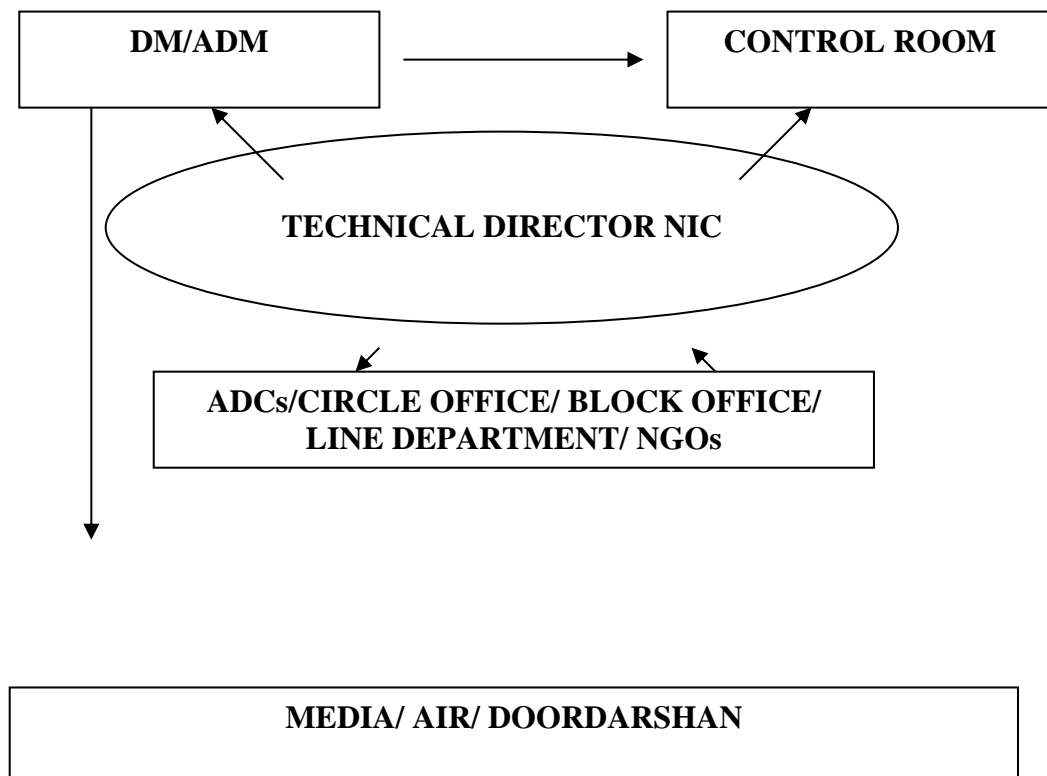 DM/ADM
CONTROL ROOM
TECHNICAL DIRECTOR NIC
ADCs/CIRCLE OFFICE/ BLOCK OFFICE/
LINE DEPARTMENT/ NGOs
MEDIA/ AIR/ DOORDARSHAN